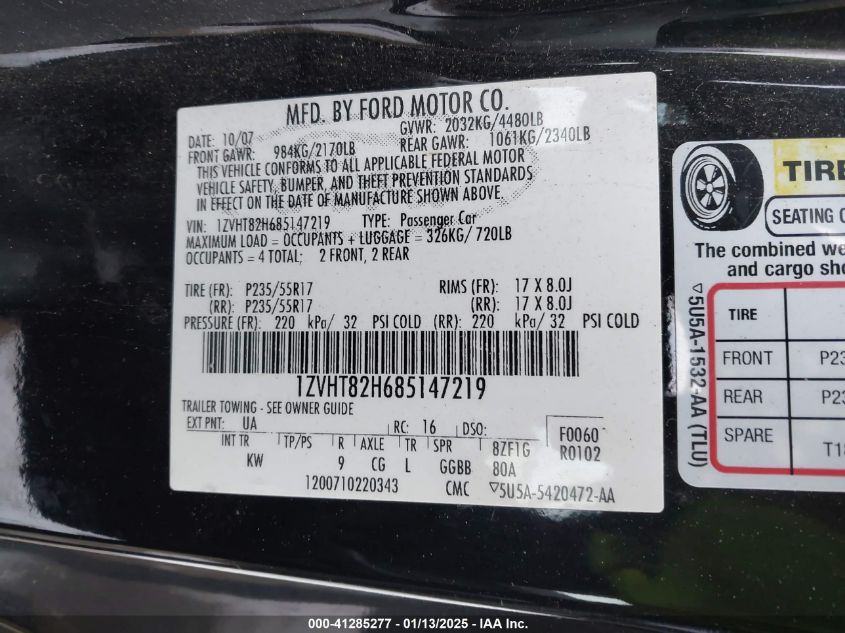 MFD. BY FORD MOTOR CO.
DATE: 10/07 GVWR: 2032KG/4480LB
FRONT GAWR: 984KG/2170LB REAR GAWR: 1061KG/2340LB
THIS VEHICLE CONFORMS TO ALL APPLICABLE FEDERAL MOTOR
VEHICLE SAFETY, BUMPER, AND THEFT PREVENTION STANDARDS
IN EFFECT ON THE DATE OF MANUFACTURE SHOWN ABOVE.
VIN: 1ZVHT82H685147219 TYPE: Passenger Car
MAXIMUM LOAD = OCCUPANTS + LUGGAGE = 326KG/720LB
OCCUPANTS = 4 TOTAL; 2 FRONT, 2 REAR
TIRE (FR): P235/55R17 RIMS (FR): 17 X 8.0J
(RR): P235/55R17 (RR): 17 X 8.0J
PRESSURE (FR): 220 kPa/ 32 PSI COLD (RR): 220 kPa/ 32 PSI COLD
1ZVHT82H685147219
TRAILER TOWING - SEE OWNER GUIDE
EXT PNT: UA RC: 16 DSO: F0060
INT TR TP/PS R AXLE TR SPR 8ZF1G R0102
KW 9 CG L GGBB 80A
1200710220343 CMC ▽5U5A-5420472-AA
TIRE
SEATING
The combined
and cargo
▽5U5A-1532-AA (TLU)
TIRE
FRONT P23
REAR P23
SPARE T1
000-41285277 - 01/13/2025 - IAA Inc.